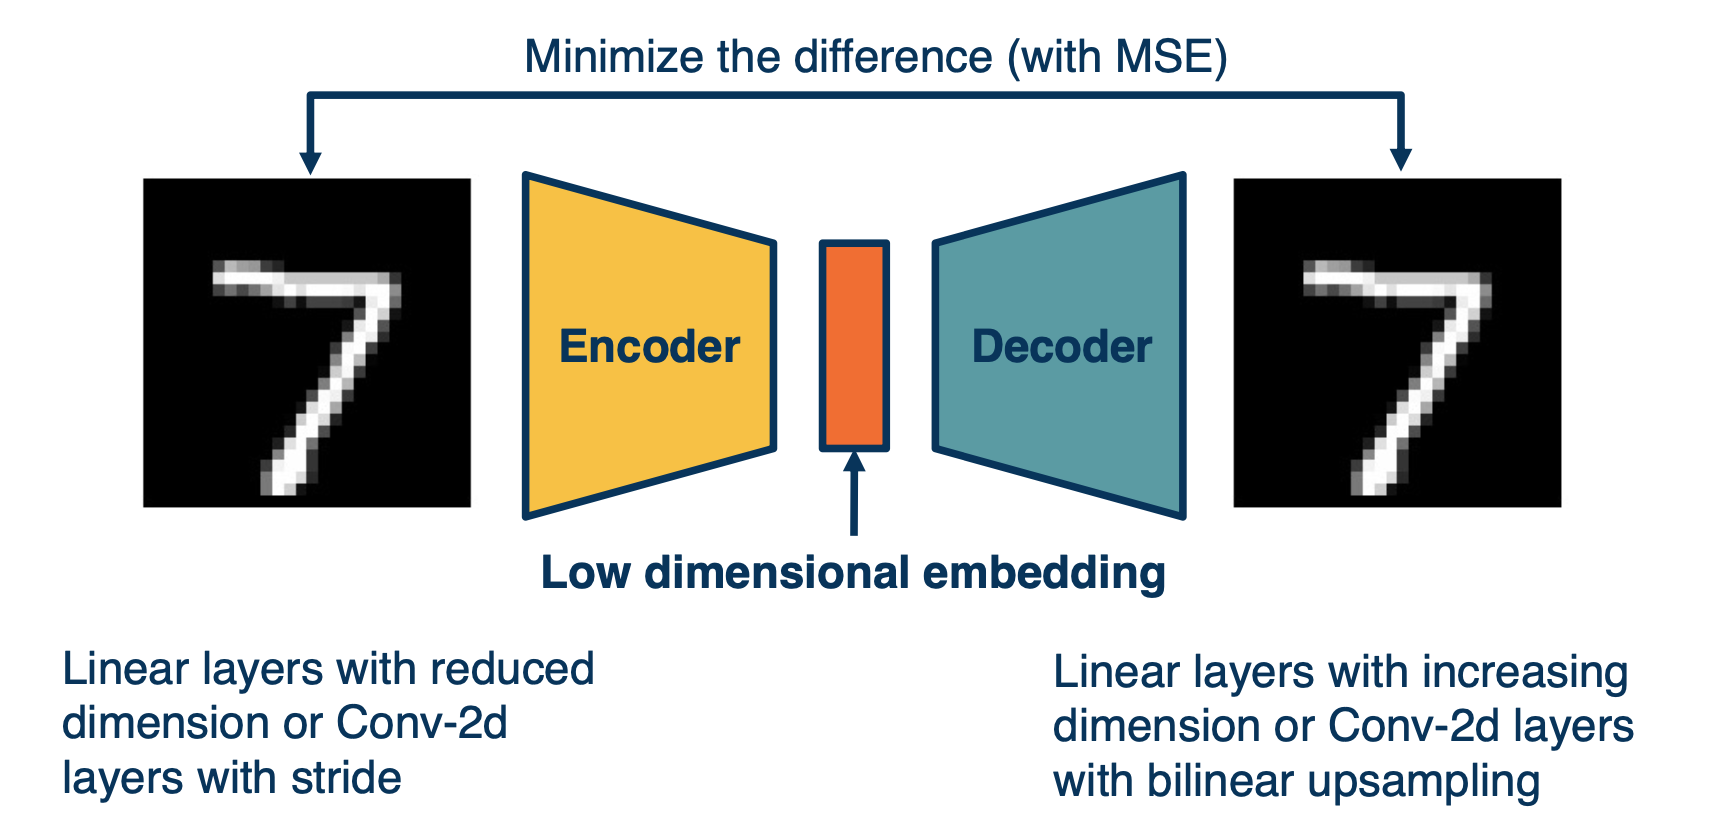 Minimize the difference (with MSE)
Encoder
Decoder
Low dimensional embedding
Linear layers with reduced
dimension or Conv-2d
layers with stride
Linear layers with increasing
dimension or Conv-2d layers
with bilinear upsampling